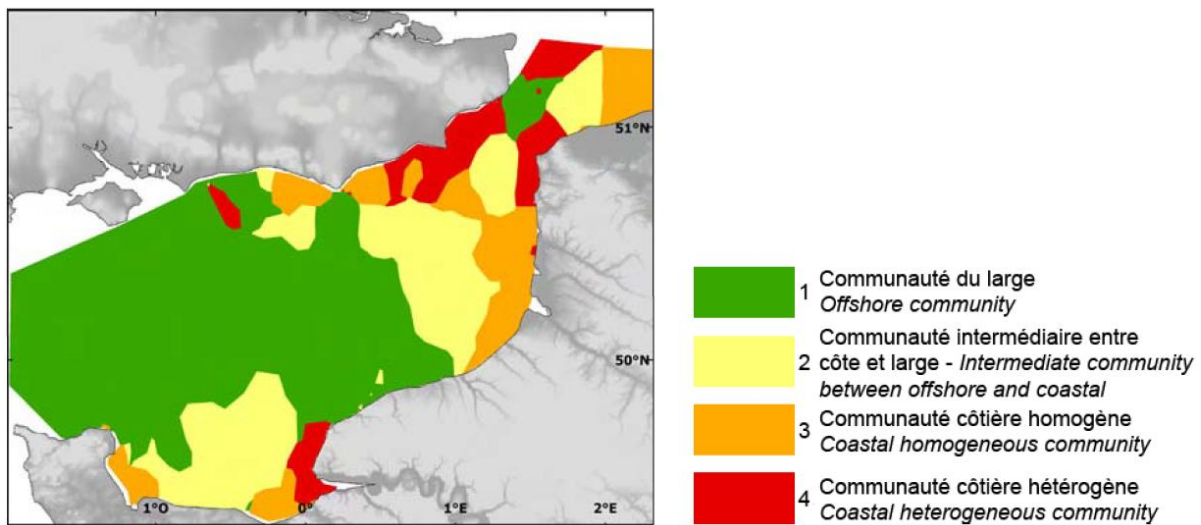 51°N
50°N
1°O
0°
1°E
2°E
1 Communauté du large
Offshore community
2 Communauté intermédiaire entre
côte et large - Intermediate community
between offshore and coastal
3 Communauté côtière homogène
Coastal homogeneous community
4 Communauté côtière hétérogène
Coastal heterogeneous community